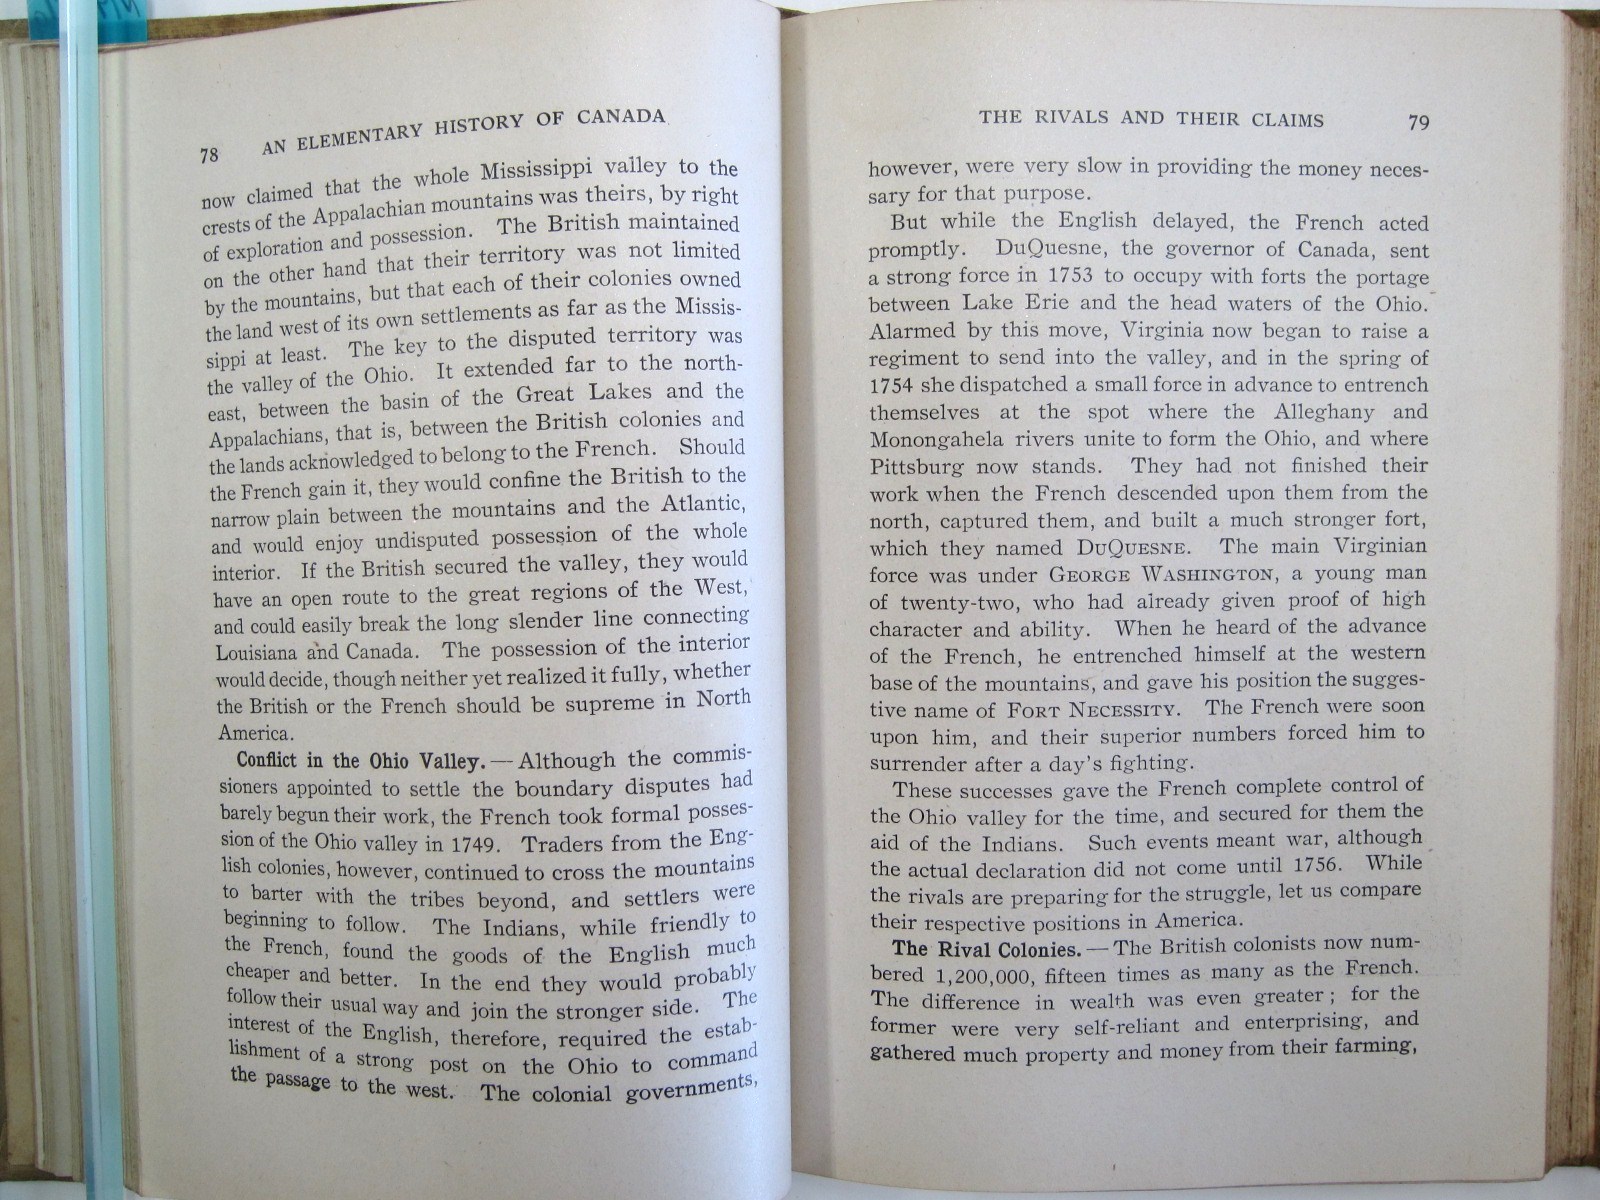 78 AN ELEMENTARY HISTORY OF CANADA
now claimed that the whole Mississippi valley to the
crests of the Appalachian mountains was theirs, by right
of exploration and possession. The British maintained
on the other hand that their territory was not limited
by the mountains, but that each of their colonies owned
the land west of its own settlements as far as the Missis-
sippi at least. The key to the disputed territory was
the valley of the Ohio. It extended far to the north-
east, between the basin of the Great Lakes and the
Appalachians, that is, between the British colonies and
the lands acknowledged to belong to the French. Should
the French gain it, they would confine the British to the
narrow plain between the mountains and the Atlantic,
and would enjoy undisputed possession of the whole
interior. If the British secured the valley, they would
have an open route to the great regions of the West,
and could easily break the long slender line connecting
Louisiana and Canada. The possession of the interior
would decide, though neither yet realized it fully, whether
the British or the French should be supreme in North
America.
Conflict in the Ohio Valley. — Although the commis-
sioners appointed to settle the boundary disputes had
barely begun their work, the French took formal posses-
sion of the Ohio valley in 1749. Traders from the Eng-
lish colonies, however, continued to cross the mountains
to barter with the tribes beyond, and settlers were
beginning to follow. The Indians, while friendly to
the French, found the goods of the English much
cheaper and better. In the end they would probably
follow their usual way and join the stronger side. The
interest of the English, therefore, required the estab-
lishment of a strong post on the Ohio to command
the passage to the west. The colonial governments,
THE RIVALS AND THEIR CLAIMS 79
however, were very slow in providing the money neces-
sary for that purpose.
But while the English delayed, the French acted
promptly. DuQuesne, the governor of Canada, sent
a strong force in 1753 to occupy with forts the portage
between Lake Erie and the head waters of the Ohio.
Alarmed by this move, Virginia now began to raise a
regiment to send into the valley, and in the spring of
1754 she dispatched a small force in advance to entrench
themselves at the spot where the Alleghany and
Monongahela rivers unite to form the Ohio, and where
Pittsburg now stands. They had not finished their
work when the French descended upon them from the
north, captured them, and built a much stronger fort,
which they named DUQUESNE. The main Virginian
force was under GEORGE WASHINGTON, a young man
of twenty-two, who had already given proof of high
character and ability. When he heard of the advance
of the French, he entrenched himself at the western
base of the mountains, and gave his position the sugges-
tive name of FORT NECESSITY. The French were soon
upon him, and their superior numbers forced him to
surrender after a day's fighting.
These successes gave the French complete control of
the Ohio valley for the time, and secured for them the
aid of the Indians. Such events meant war, although
the actual declaration did not come until 1756. While
the rivals are preparing for the struggle, let us compare
their respective positions in America.
The Rival Colonies. — The British colonists now num-
bered 1,200,000, fifteen times as many as the French.
The difference in wealth was even greater; for the
former were very self-reliant and enterprising, and
gathered much property and money from their farming,